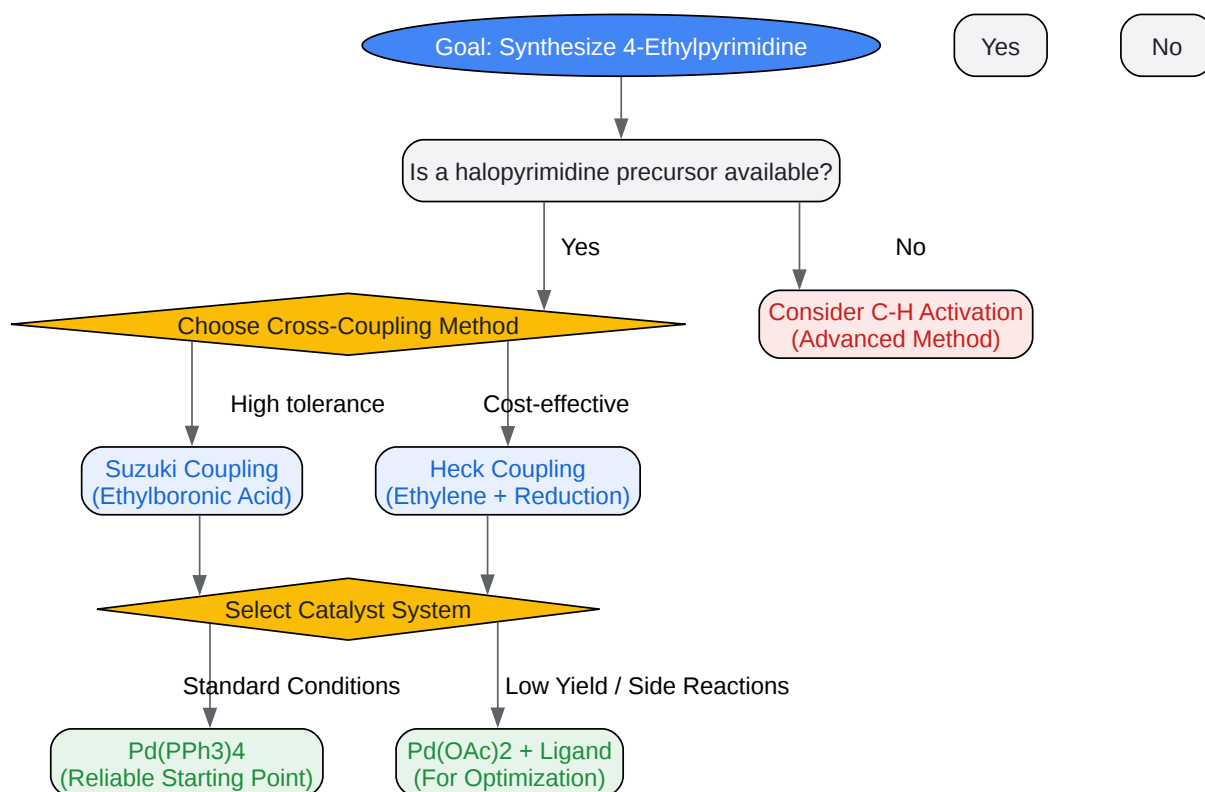 Goal: Synthesize 4-Ethylpyrimidine
Yes
No
Is a halopyrimidine precursor available?
Yes
No
Choose Cross-Coupling Method
Consider C-H Activation
(Advanced Method)
High tolerance
Cost-effective
Suzuki Coupling
(Ethylboronic Acid)
Heck Coupling
(Ethylene + Reduction)
Select Catalyst System
Standard Conditions
Low Yield / Side Reactions
Pd(PPh3)4
(Reliable Starting Point)
Pd(OAc)2 + Ligand
(For Optimization)